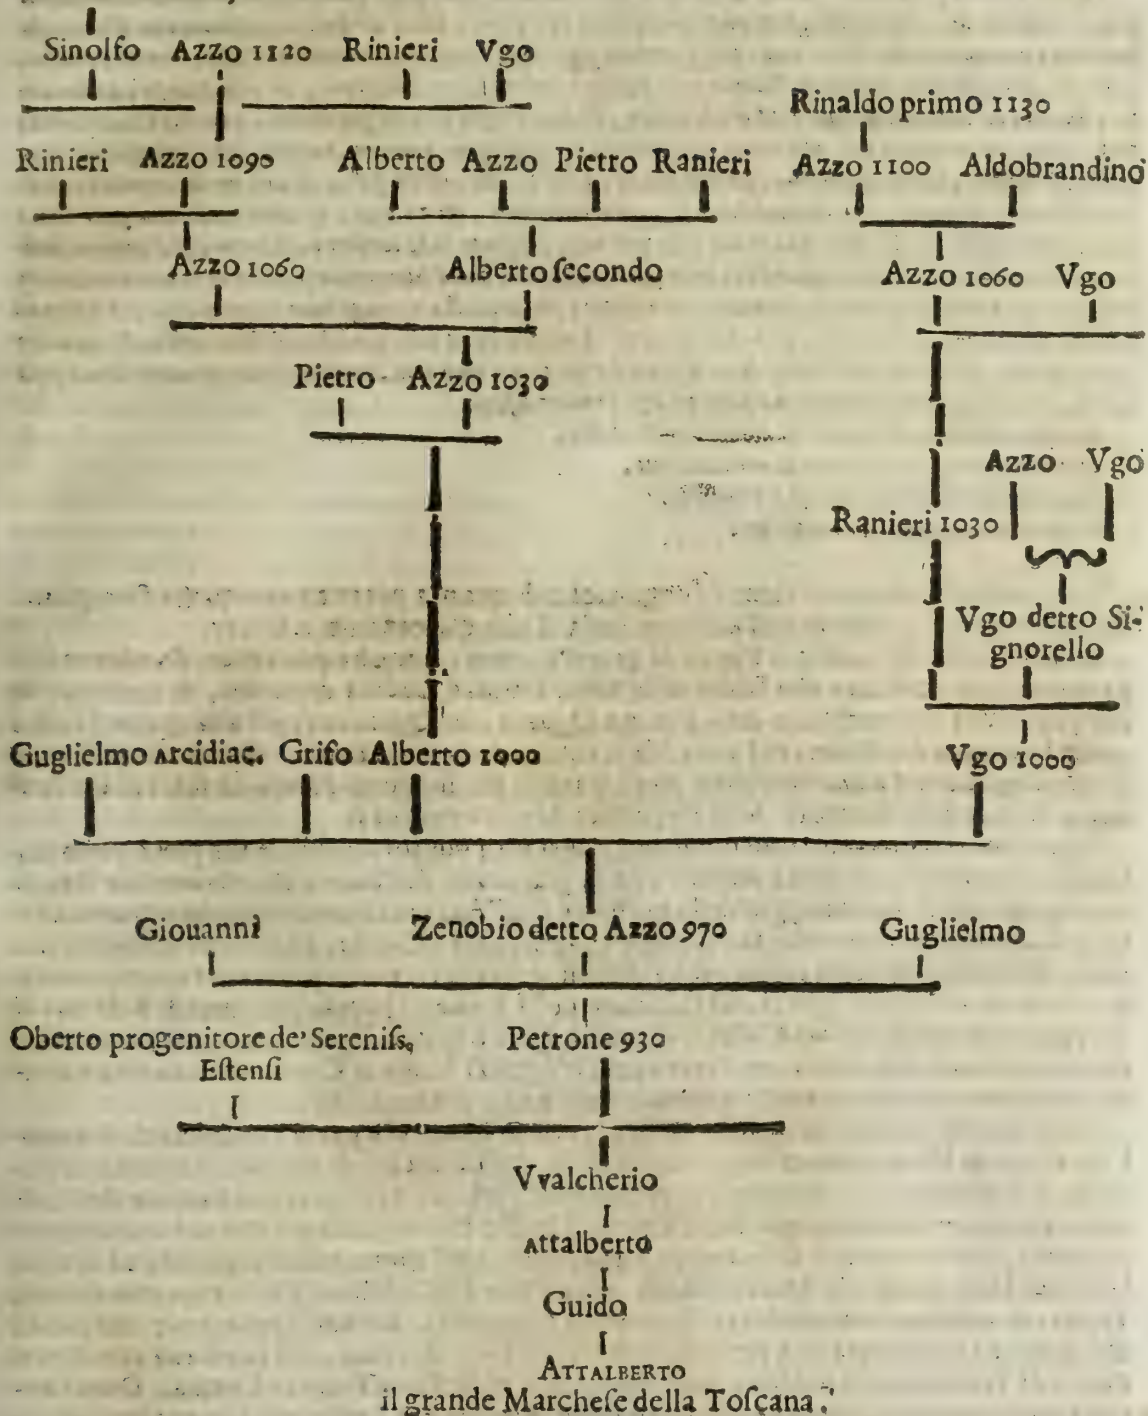 Sinolfo Azzo 1120 Rinieri Vgo
Rinaldo primo 1130
Rinieri Azzo 1090 Alberto Azzo Pietro Ranieri Azzo 1100 Aldobrandino
Azzo 1060 Alberto ſecondo Azzo 1060 Vgo
Pietro Azzo 1030
Azzo Vgo
Ranieri 1030
Vgo detto Si-
gnorello
Guglielmo Arcidiac. Grifo Alberto 1000 Vgo 1000
Giouanni Zenobio detto Azzo 970 Guglielmo
Oberto progenitore de' Sereniſs. Petrone 930
Eſtenſi
Vvalcherio
Attalberto
Guido
ATTALBERTO
il grande Marcheſe della Toſcana.